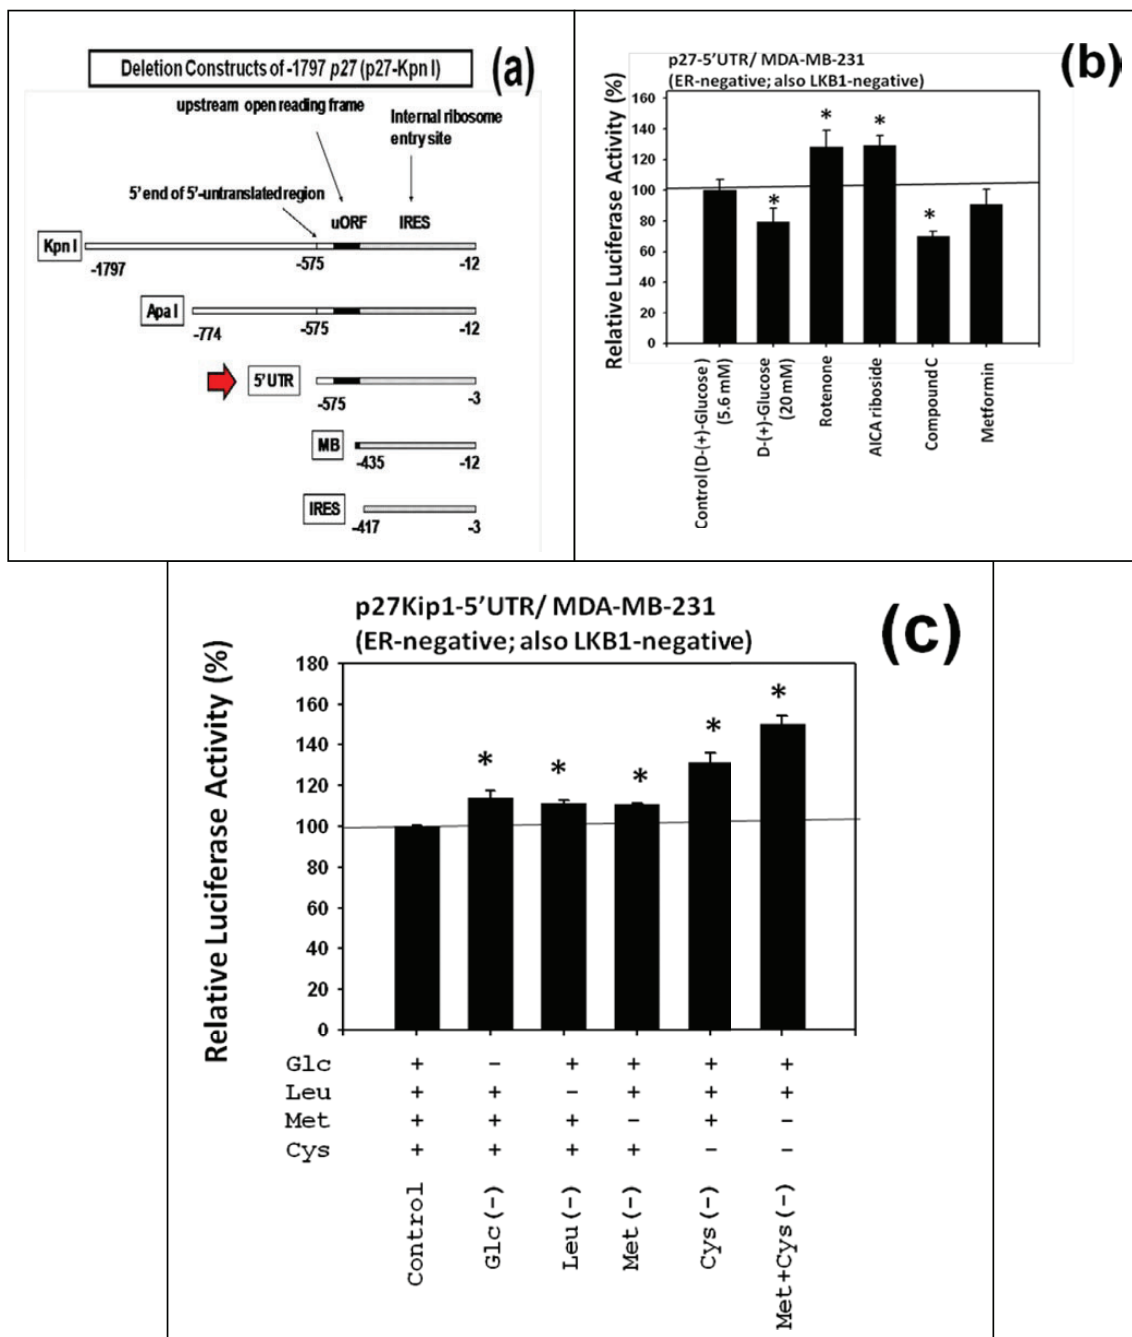 Deletion Constructs of -1797 p27 (p27-Kpn I)
(a)
upstream open reading frame
Internal ribosome
entry site
5' end of 5'-untranslated region
uORF
IRES
Kpn I
-1797
-575
-12
Apa I
-774
-575
-12
5' UTR
-575
-3
MB
-435
-12
IRES
-417
-3
p27-5'UTR/ MDA-MB-231
(ER-negative; also LKB1-negative)
(b)
Relative Luciferase Activity (%)
160
140
120
100
80
60
40
20
0
* * * *
Control (D-(+)-Glucose)
(5.6 mM)
D-(+)-Glucose
(20 mM)
Rotenone
AICA riboside
Compound C
Metformin
p27Kip1-5'UTR/ MDA-MB-231
(ER-negative; also LKB1-negative)
(c)
Relative Luciferase Activity (%)
180
160
140
120
100
80
60
40
20
0
* * * * *
Glc + - + + + +
Leu + + - + + +
Met + + + - + -
Cys + + + + - -
Control
Glc(-)
Leu(-)
Met(-)
Cys(-)
Met+Cys(-)